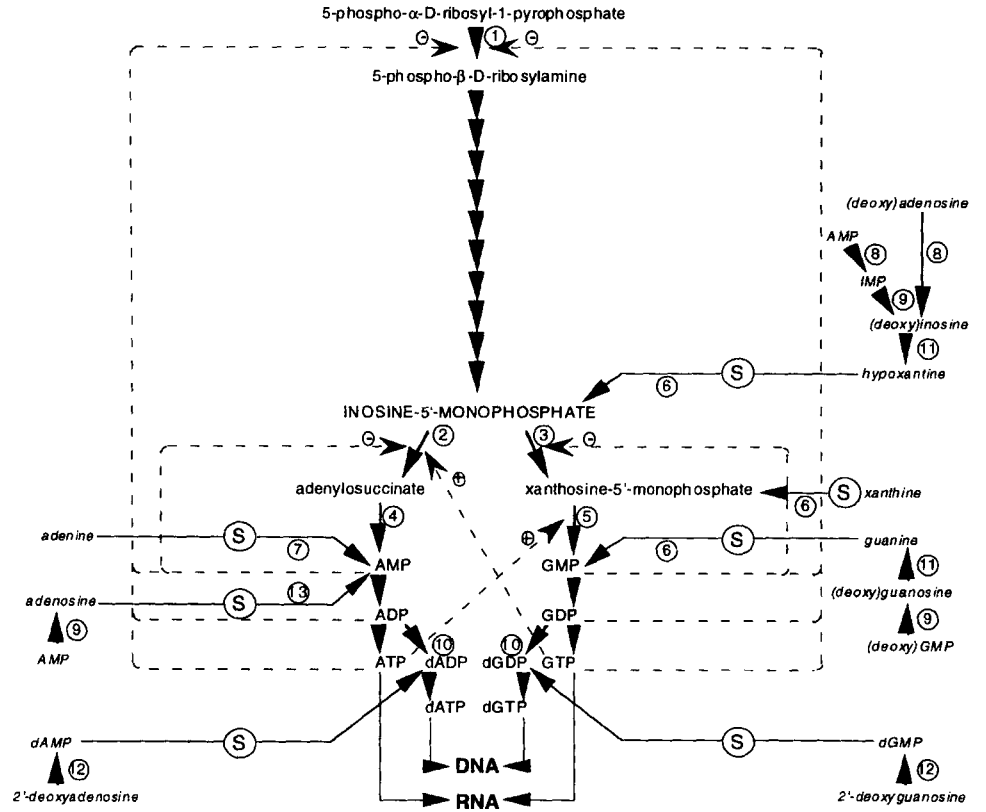 5-phospho-α-D-ribosyl-1-pyrophosphate
⊖ ① ⊖
5-phospho-β-D-ribosylamine
(deoxy)adenosine
AMP ⑧ ⑧
IMP ⑨
(deoxy)inosine
⑪
⑥ S hypoxantine
INOSINE-5'-MONOPHOSPHATE
⊖ ② ③ ⊖
⊕
adenylosuccinate xanthosine-5'-monophosphate S xanthine
⑥
④ ⑤
adenine S ⑦ ⊕ ⑥ S guanine
AMP GMP
⑪
⑬ (deoxy)guanosine
adenosine S
ADP GDP
⑨ ⑨
⑩ ⑩ (deoxy)GMP
AMP ATP dADP dGDP GTP
dATP dGTP
dAMP S S dGMP
⑫ DNA ⑫
2'-deoxyadenosine RNA 2'-deoxyguanosine